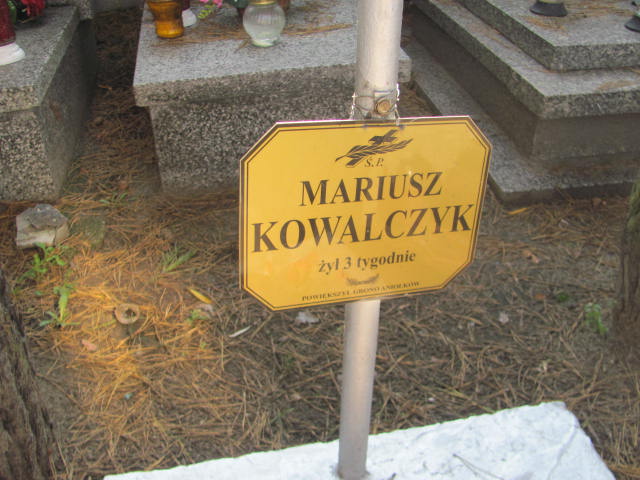 Ś.P.
MARIUSZ
KOWALCZYK
żył 3 tygodnie
POWIĘKSZYŁ GRONO ANIOŁKÓW